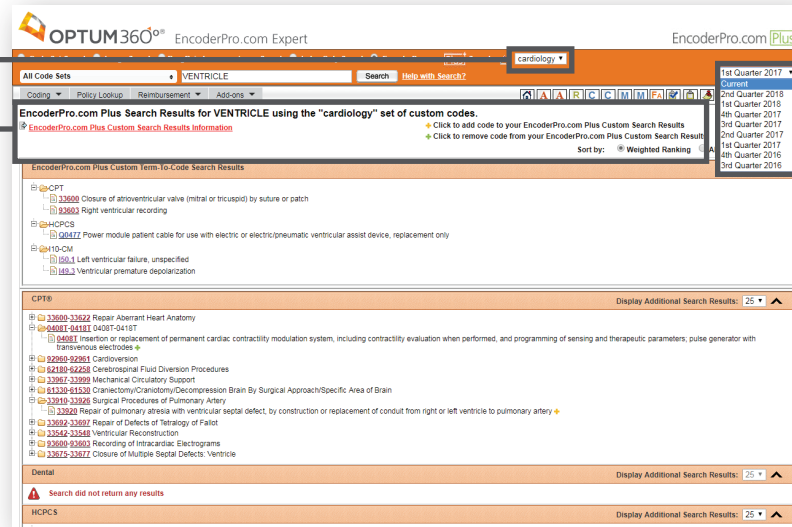 OPTUM360°® EncoderPro.com Expert
EncoderPro.com Plus
cardiology
All Code Sets VENTRICLE Search Help with Search?
1st Quarter 2017
Current
2nd Quarter 2018
1st Quarter 2018
4th Quarter 2017
3rd Quarter 2017
2nd Quarter 2017
1st Quarter 2017
4th Quarter 2016
3rd Quarter 2016
Coding Policy Lookup Reimbursement Add-ons
A A R C C M M FA
EncoderPro.com Plus Search Results for VENTRICLE using the "cardiology" set of custom codes.
EncoderPro.com Plus Custom Search Results Information
Click to add code to your EncoderPro.com Plus Custom Search Results
Click to remove code from your EncoderPro.com Plus Custom Search Results
Sort by: Weighted Ranking
EncoderPro.com Plus Custom Term-To-Code Search Results
CPT
33600 Closure of atrioventricular valve (mitral or tricuspid) by suture or patch
93603 Right ventricular recording
HCPCS
Q0477 Power module patient cable for use with electric or electric/pneumatic ventricular assist device, replacement only
I10-CM
I50.1 Left ventricular failure, unspecified
I49.3 Ventricular premature depolarization
CPT® Display Additional Search Results: 25
33600-33622 Repair Aberrant Heart Anatomy
0408T-0418T 0408T-0418T
0408T Insertion or replacement of permanent cardiac contractility modulation system, including contractility evaluation when performed, and programming of sensing and therapeutic parameters; pulse generator with
transvenous electrodes
92960-92961 Cardioversion
62180-62258 Cerebrospinal Fluid Diversion Procedures
33967-33999 Mechanical Circulatory Support
61330-61530 Craniectomy/Craniotomy/Decompression Brain By Surgical Approach/Specific Area of Brain
33910-33926 Surgical Procedures of Pulmonary Artery
33920 Repair of pulmonary atresia with ventricular septal defect, by construction or replacement of conduit from right or left ventricle to pulmonary artery
33692-33697 Repair of Defects of Tetralogy of Fallot
33542-33548 Ventricular Reconstruction
93600-93603 Recording of Intracardiac Electrograms
33675-33677 Closure of Multiple Septal Defects: Ventricle
Dental Display Additional Search Results: 25
Search did not return any results
HCPCS Display Additional Search Results: 25